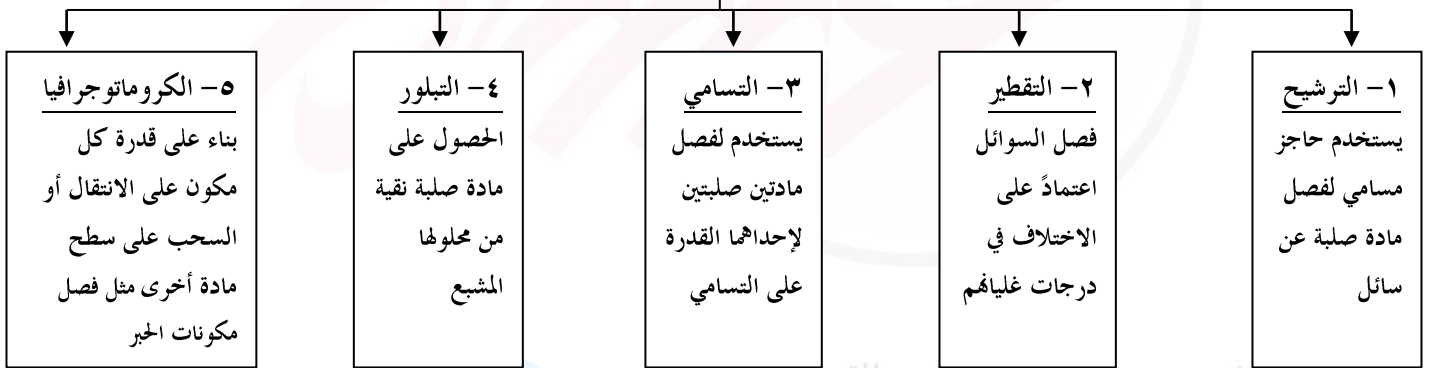 ١- الترشيح
يستخدم حاجز
مسامي لفصل
مادة صلبة عن
سائل
٢- التقطير
فصل السوائل
اعتمادً على
الاختلاف في
درجات غليانهم
٣- التسامي
يستخدم لفصل
مادتين صلبتين
لإحداهما القدرة
على التسامي
٤- التبلور
الحصول على
مادة صلبة نقية
من محلولها
المشبع
٥- الكروماتوجرافيا
بناء على قدرة كل
مكون على الانتقال أو
السحب على سطح
مادة أخرى مثل فصل
مكونات الحبر